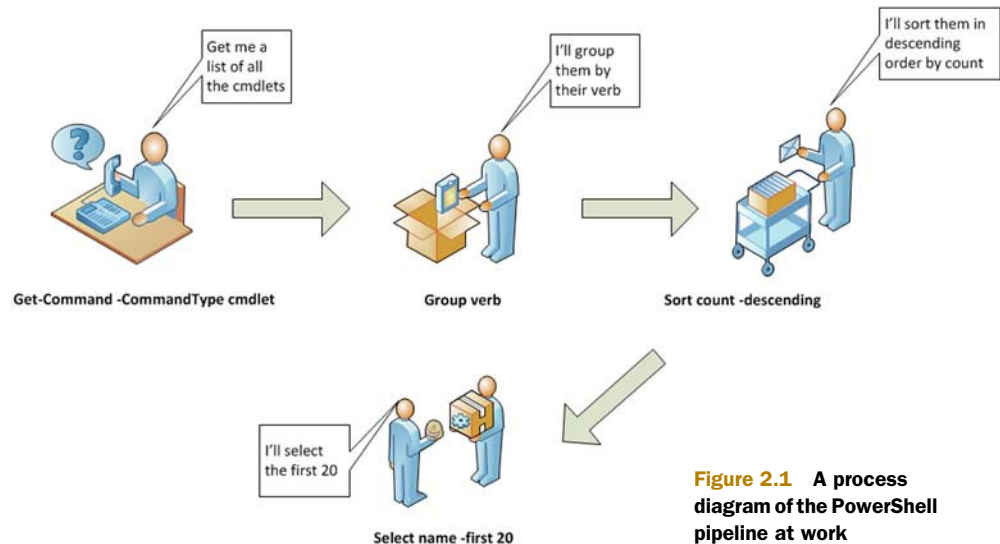 Get me a
list of all
the cmdlets
I'll group
them by
their verb
I'll sort them in
descending
order by count
Get-Command -CommandType cmdlet
Group verb
Sort count -descending
I'll select
the first 20
Select name -first 20
Figure 2.1 A process
diagram of the PowerShell
pipeline at work